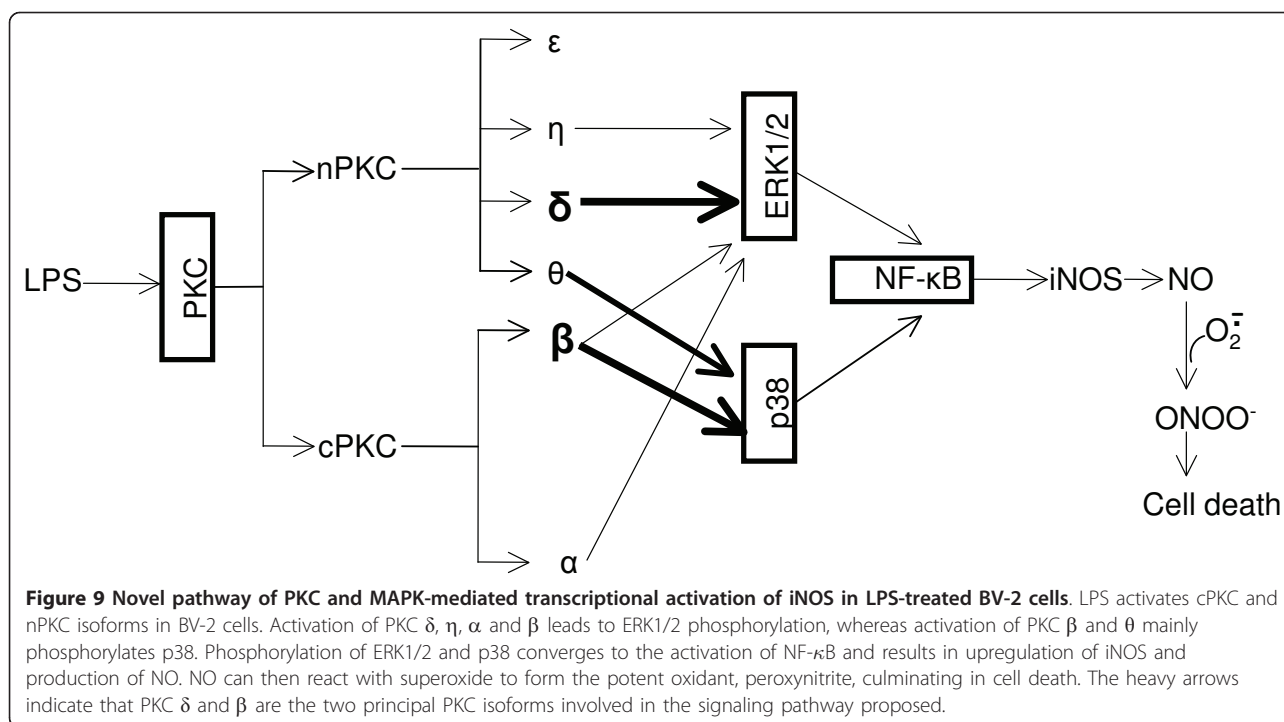 ε
η
nPKC
δ
ERK1/2
θ
LPS
PKC
NF-κB
iNOS
NO
β
O₂•̅
p38
ONOO⁻
cPKC
Cell death
α
Figure 9 Novel pathway of PKC and MAPK-mediated transcriptional activation of iNOS in LPS-treated BV-2 cells. LPS activates cPKC and
nPKC isoforms in BV-2 cells. Activation of PKC δ, η, α and β leads to ERK1/2 phosphorylation, whereas activation of PKC β and θ mainly
phosphorylates p38. Phosphorylation of ERK1/2 and p38 converges to the activation of NF-κB and results in upregulation of iNOS and
production of NO. NO can then react with superoxide to form the potent oxidant, peroxynitrite, culminating in cell death. The heavy arrows
indicate that PKC δ and β are the two principal PKC isoforms involved in the signaling pathway proposed.